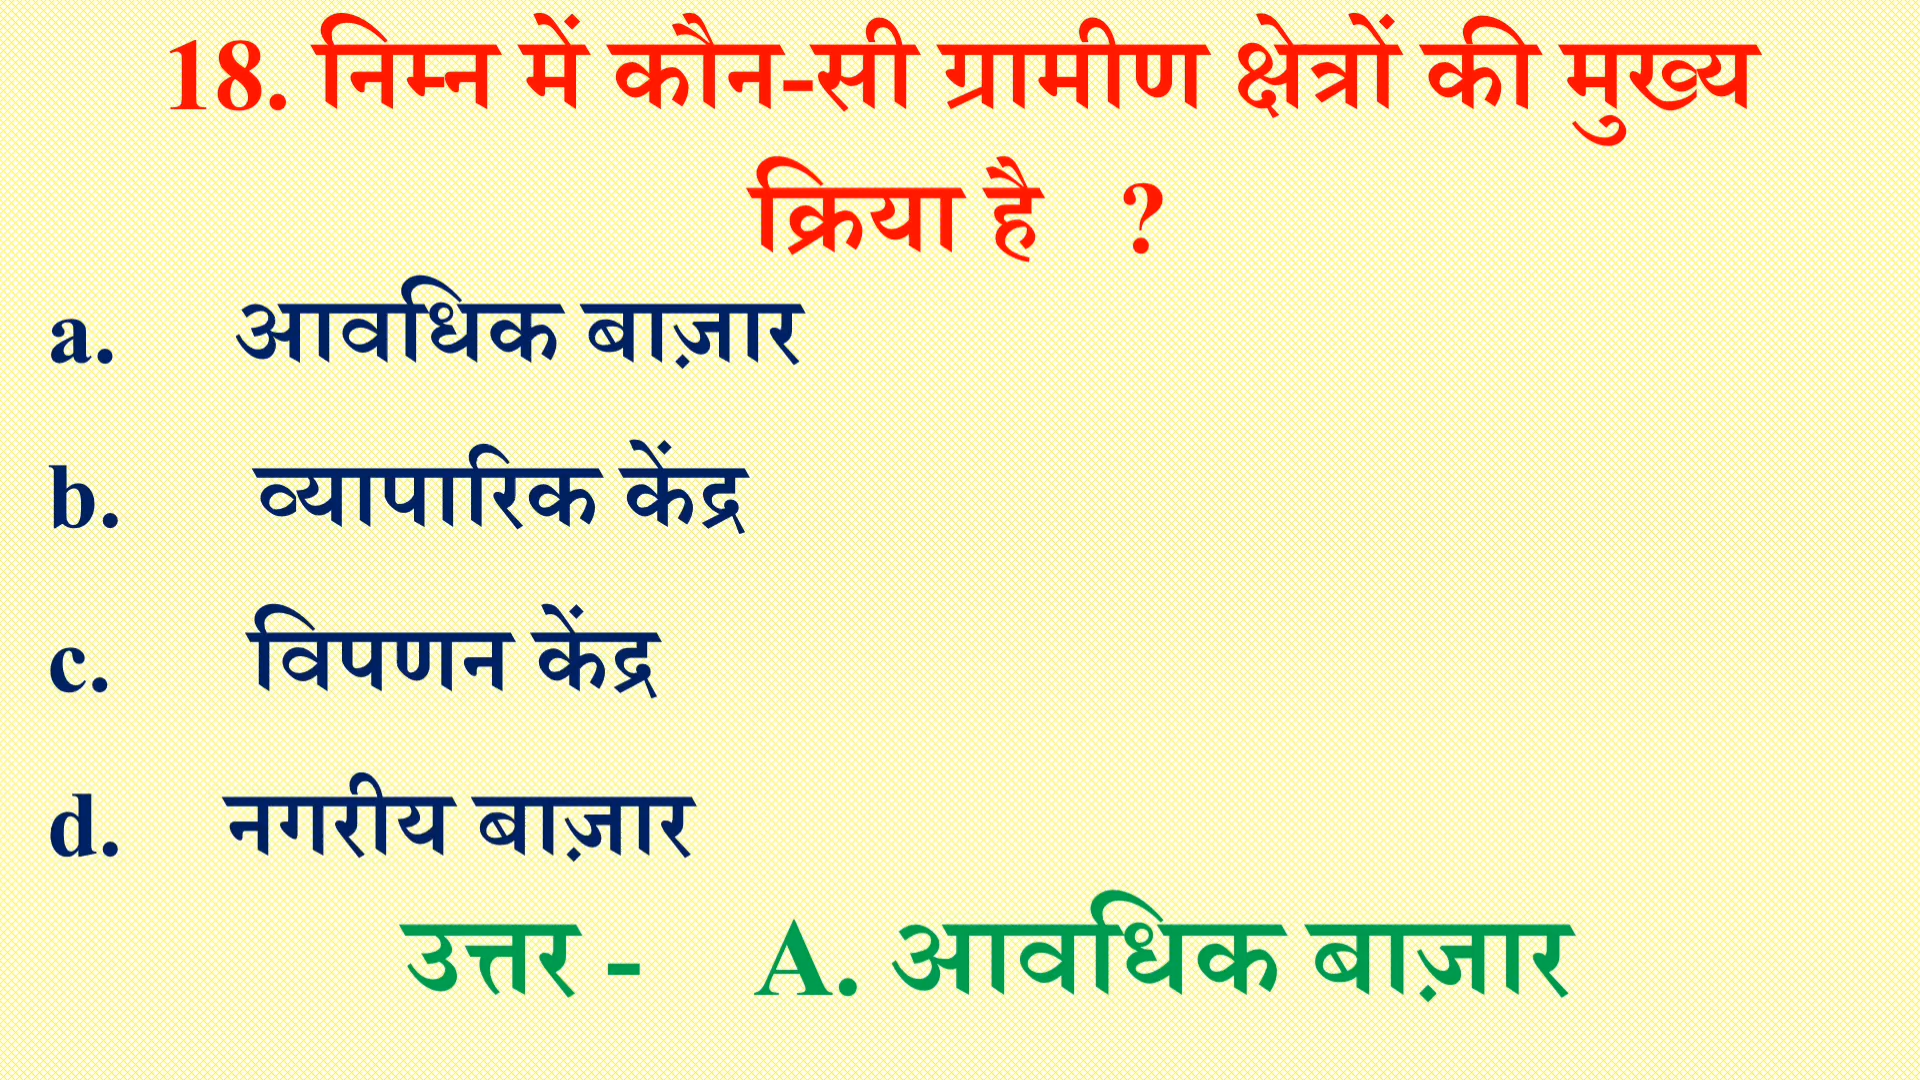 18. निम्न में कौन-सी ग्रामीण क्षेत्रों की मुख्य
क्रिया है ?
a. आवधिक बाज़ार
b. व्यापारिक केंद्र
c. विपणन केंद्र
d. नगरीय बाज़ार
उत्तर - A. आवधिक बाज़ार